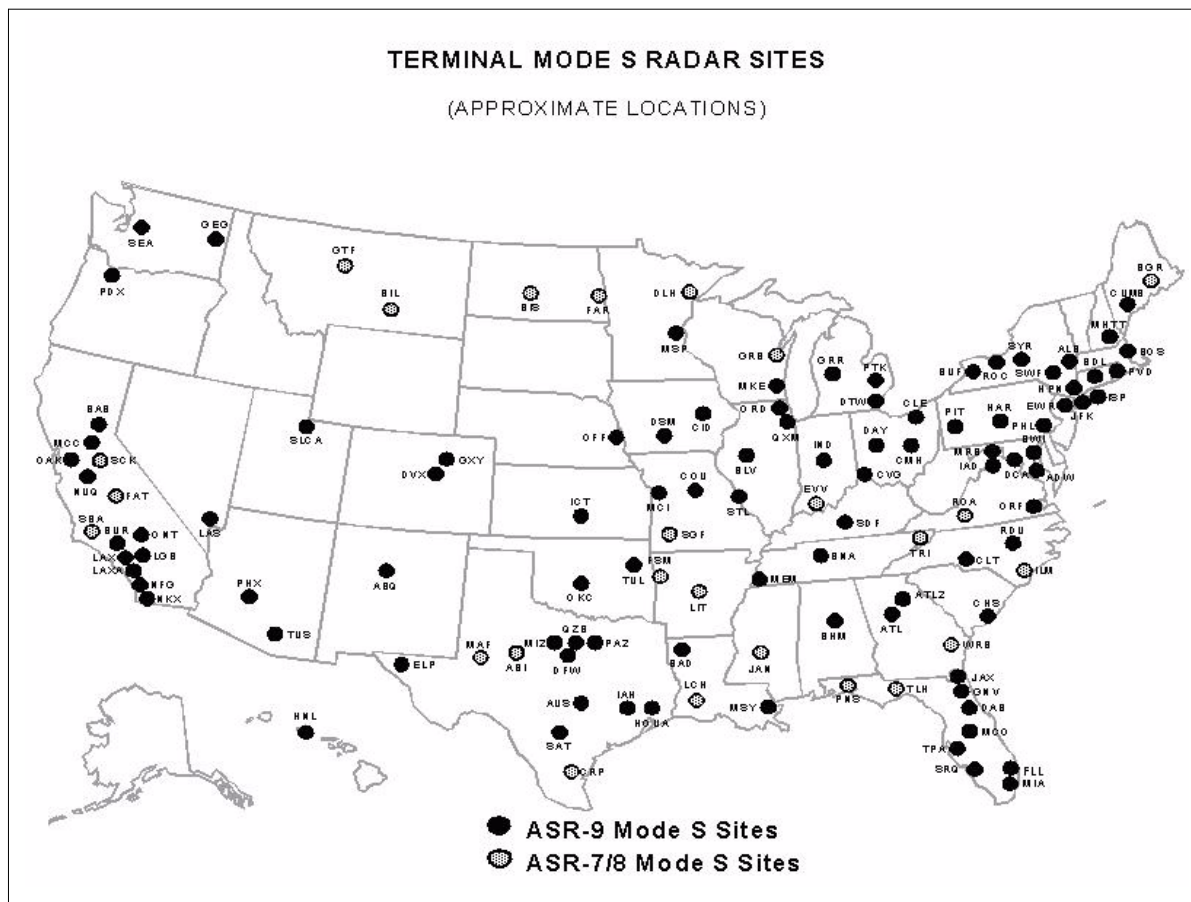 TERMINAL MODE S RADAR SITES
(APPROXIMATE LOCATIONS)
SEA
GEG
PDX
GTF
BIL
BIS
FAR
DLH
MSP
GRB
MKE
GRR
PTK
DTW
BUF
ROC
SYR
SWF
ALB
BDL
MHTT
CUMB
BGR
BOS
PVD
HPN
ISP
JFK
EWR
PHL
BAB
MCC
OAK
SCK
NUQ
FAT
SBA
BUR
ONT
LAX
LGB
LAXA
NFG
NKX
LAS
SLCA
DVX
GXY
OFF
DSM
CID
ORD
QXM
BLV
STL
IND
DAY
CLE
CMH
CVG
PIT
HAR
MRB
IAD
BWI
DCA
ADW
ORF
ROA
EVV
SDF
ICT
MCI
COU
SGF
FSM
TUL
OKC
LIT
MEM
BNA
TRI
RDU
CLT
ILM
PHX
TUS
ABQ
ELP
MAF
ABI
MIZ
QZB
PAZ
DFW
BAD
JAN
BHM
ATLZ
ATL
CHS
WRB
AUS
IAH
HOUA
LCH
MSY
PNS
TLH
JAX
GNV
DAB
MCO
TPA
SRQ
FLL
MIA
SAT
CRP
HNL
ASR-9 Mode S Sites
ASR-7/8 Mode S Sites